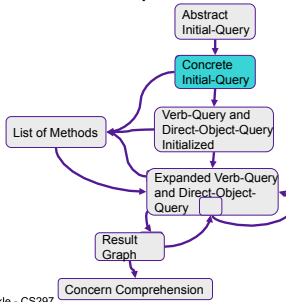 Abstract
Initial-Query
Concrete
Initial-Query
Verb-Query and
Direct-Object-Query
Initialized
List of Methods
Expanded Verb-Query
and Direct-Object-
Query
Result
Graph
Concern Comprehension
- CS297